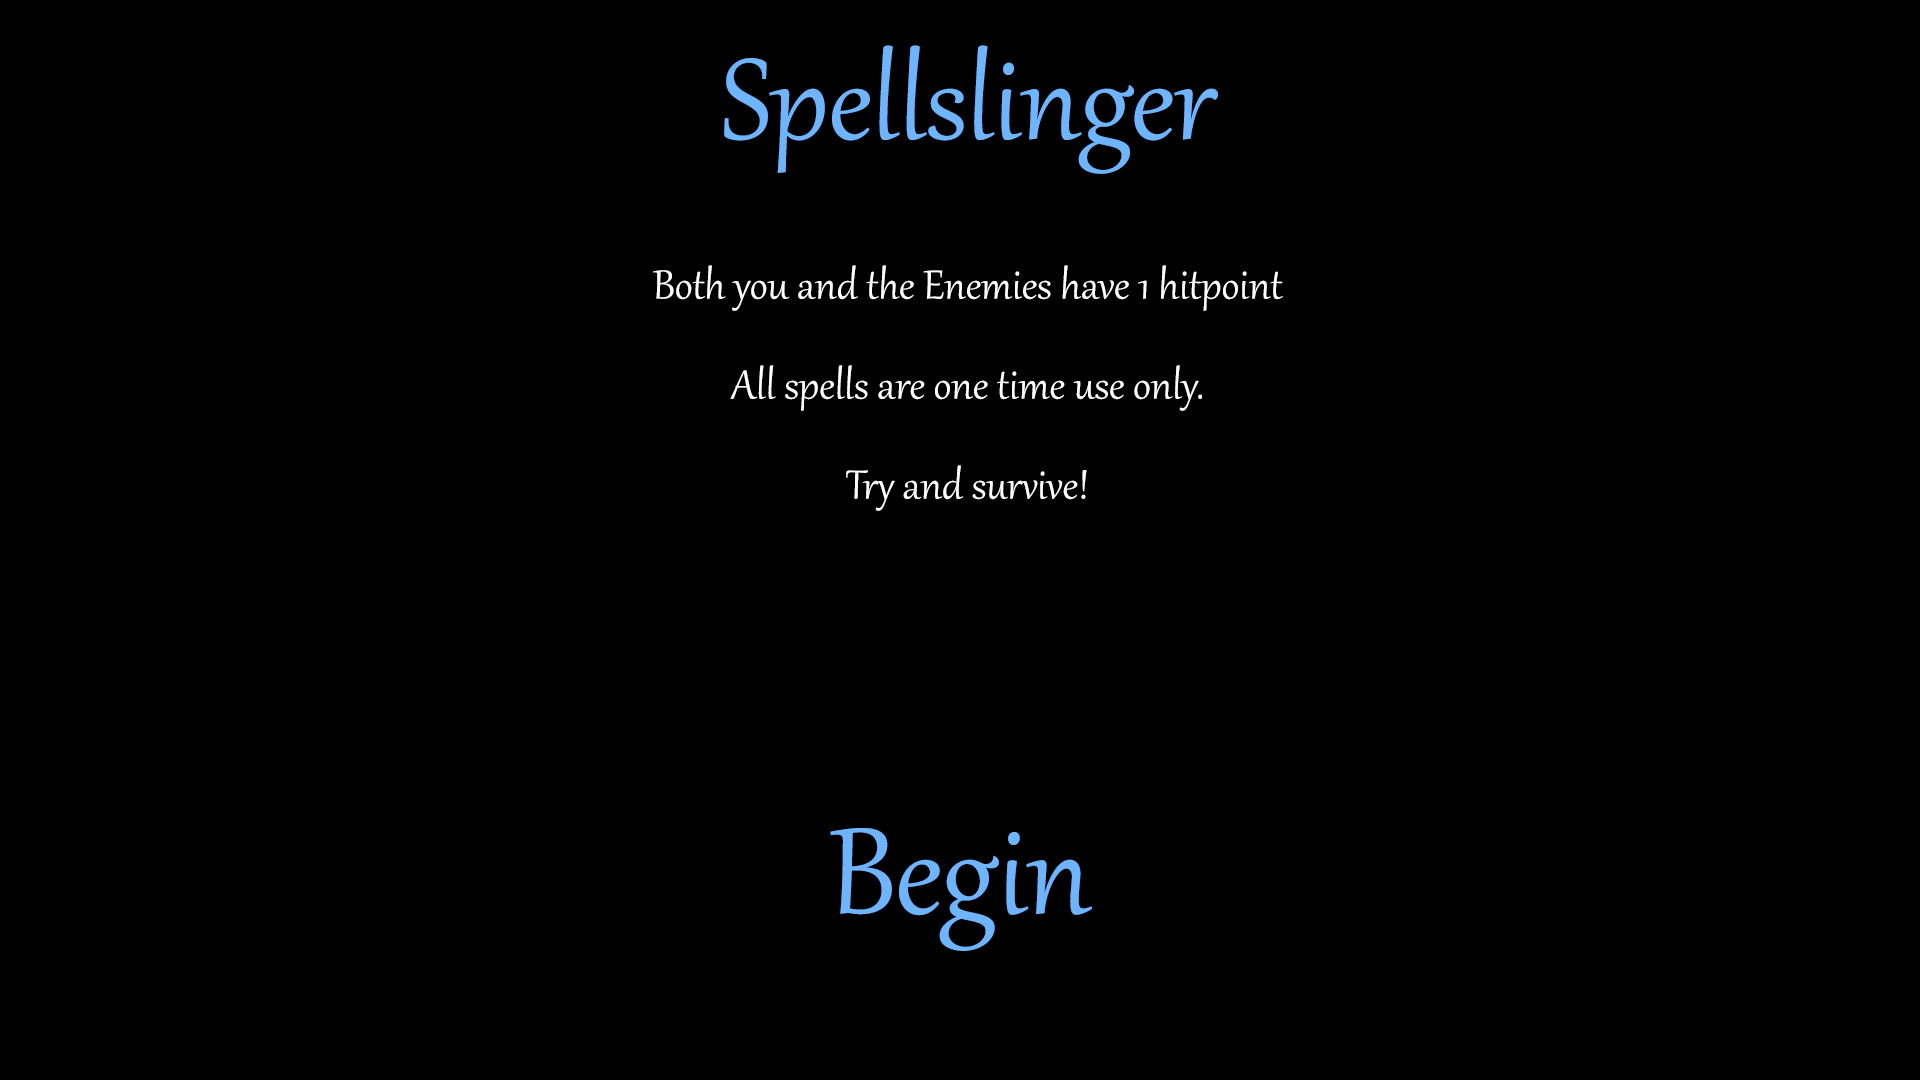 Spellslinger
Both you and the Enemies have 1 hitpoint
All spells are one time use only.
Try and survive!
Begin